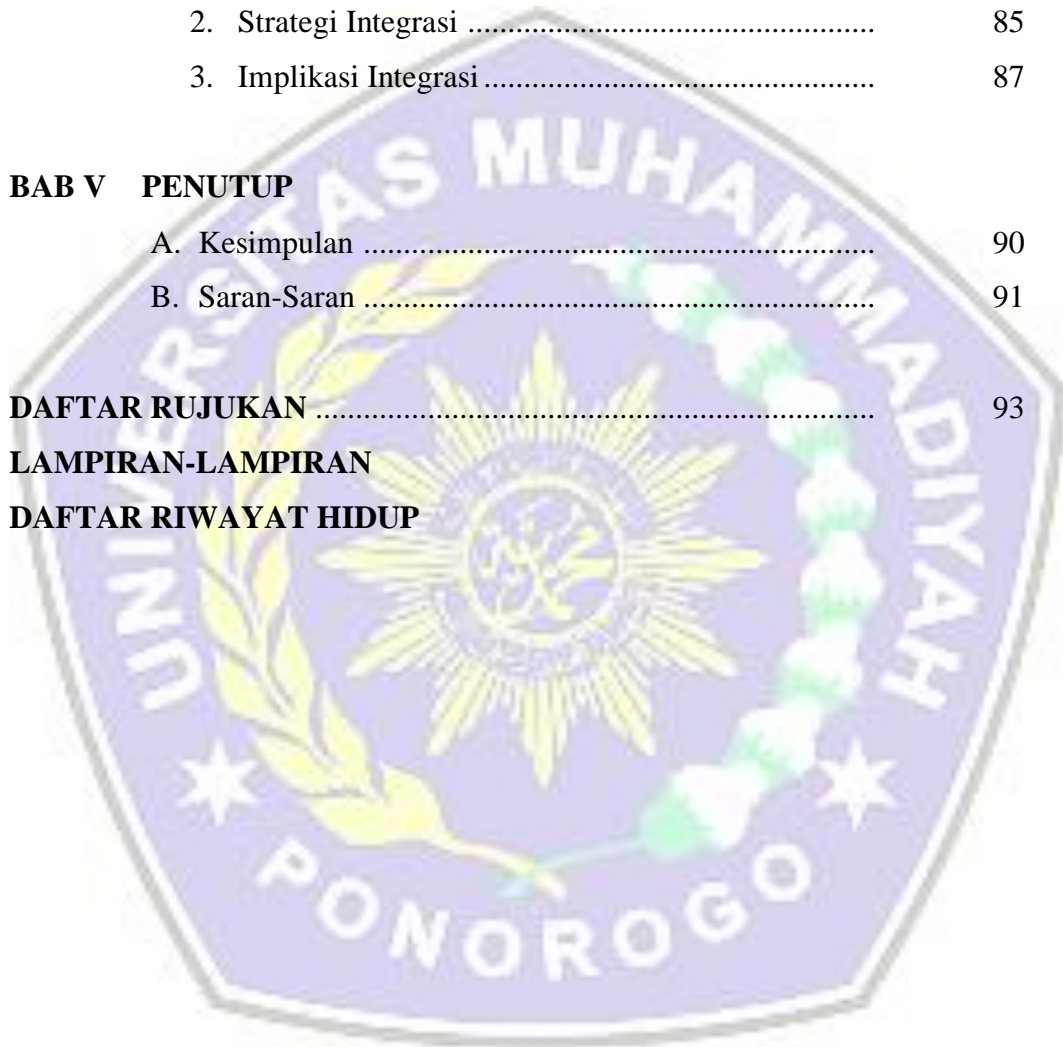 2. Strategi Integrasi ................................................... 85
3. Implikasi Integrasi ................................................. 87
BAB V PENUTUP
A. Kesimpulan ................................................................ 90
B. Saran-Saran ................................................................ 91
DAFTAR RUJUKAN ...................................................................... 93
LAMPIRAN-LAMPIRAN
DAFTAR RIWAYAT HIDUP
UNIVERSITAS MUHAMMADIYAH
PONOROGO